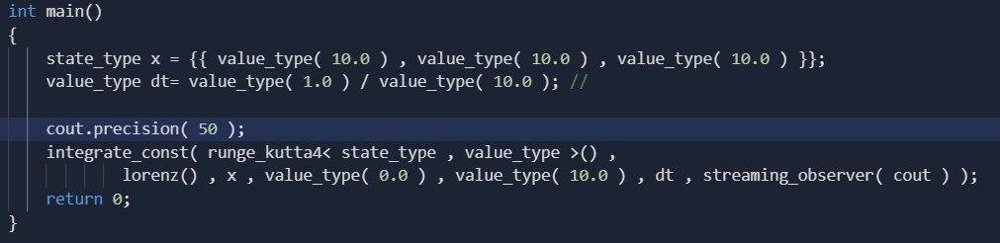 int main()
{
    state_type x = {{ value_type( 10.0 ) , value_type( 10.0 ) , value_type( 10.0 ) }};
    value_type dt= value_type( 1.0 ) / value_type( 10.0 ); //
    cout.precision( 50 );
    integrate_const( runge_kutta4< state_type , value_type >() ,
            lorenz() , x , value_type( 0.0 ) , value_type( 10.0 ) , dt , streaming_observer( cout ) );
    return 0;
}